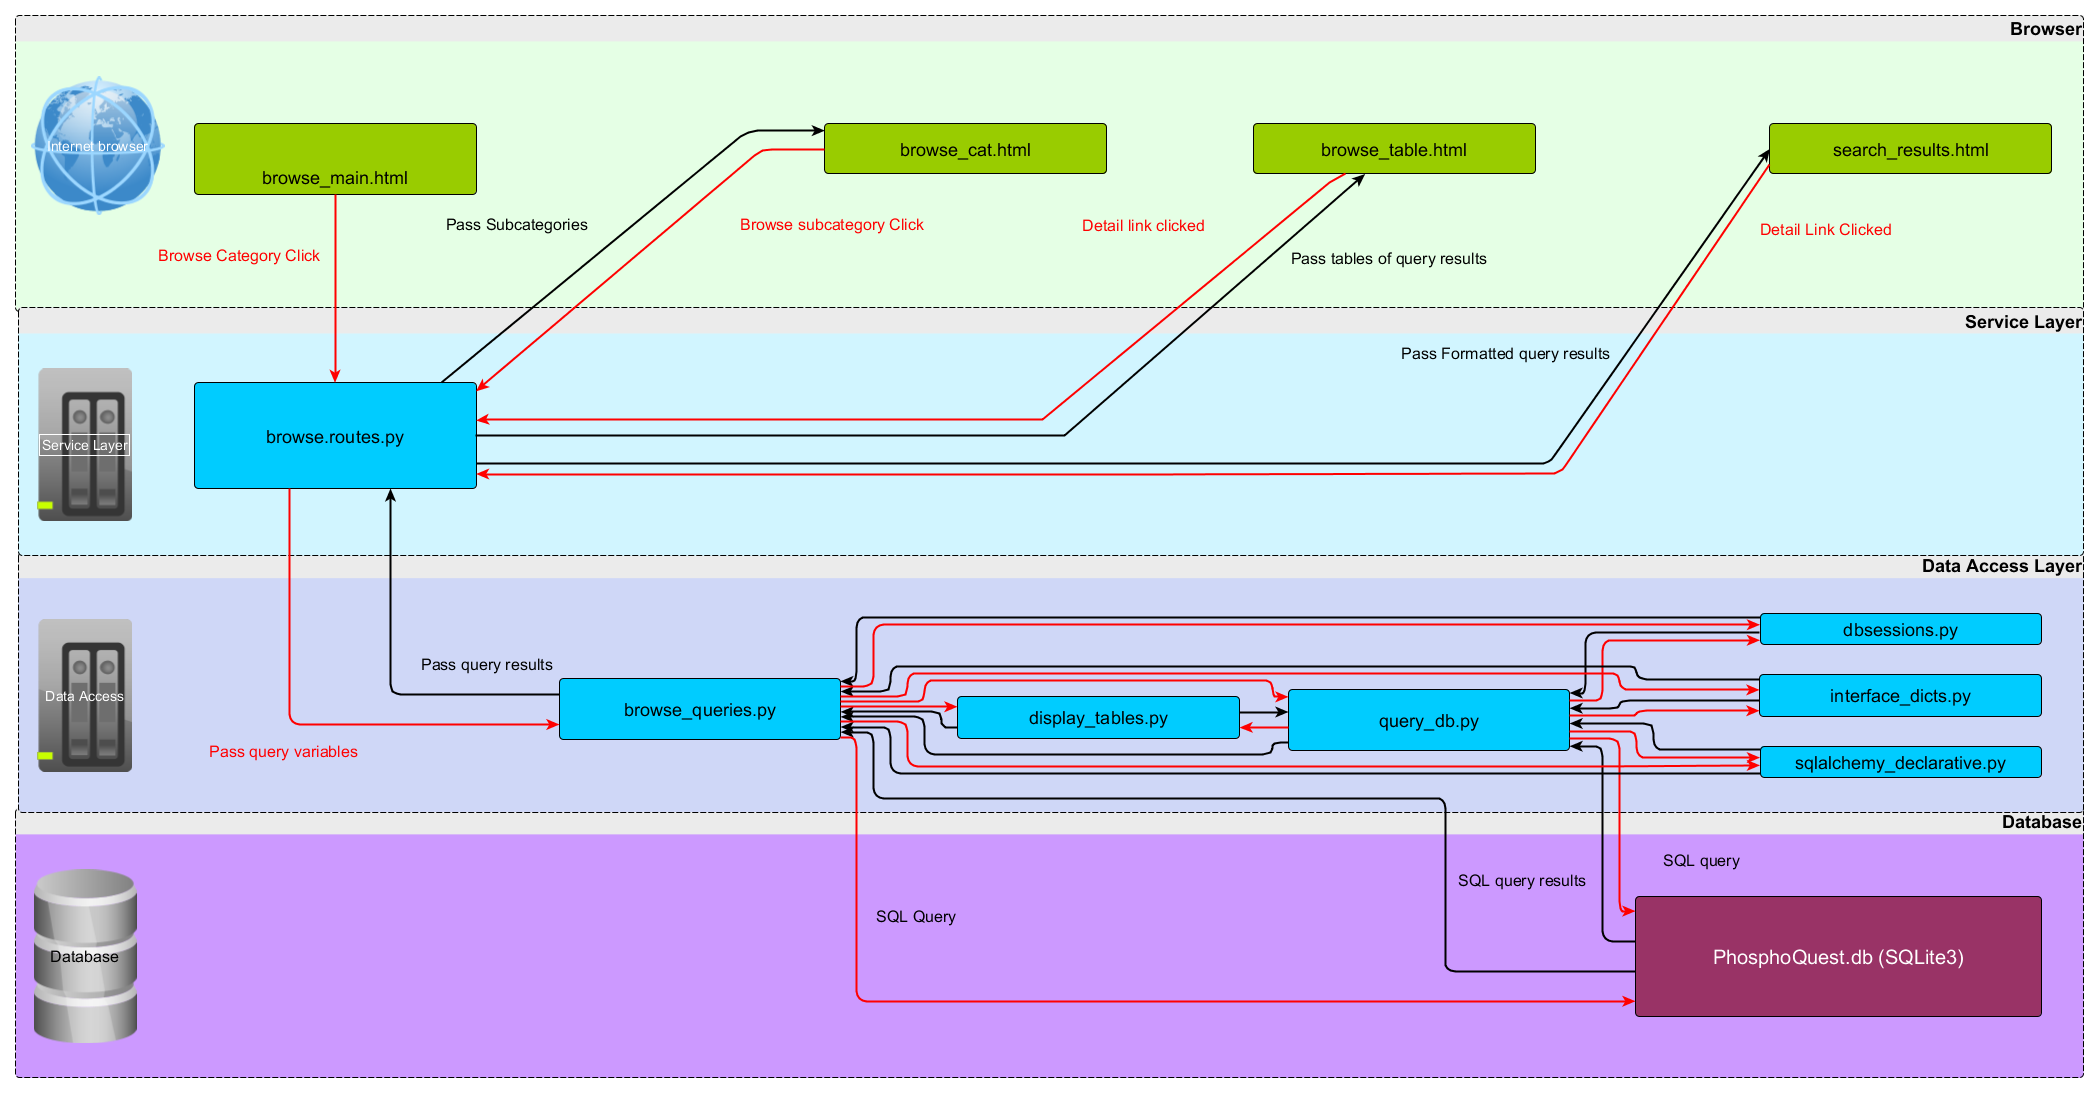 Browser
Internet browser
browse_main.html
browse_cat.html
browse_table.html
search_results.html
Pass Subcategories
Browse subcategory Click
Detail link clicked
Detail Link Clicked
Browse Category Click
Pass tables of query results
Service Layer
Pass Formatted query results
browse.routes.py
Service Layer
Data Access Layer
dbsessions.py
Pass query results
Data Access
browse_queries.py
display_tables.py
query_db.py
interface_dicts.py
Pass query variables
sqlalchemy_declarative.py
Database
SQL query
SQL query results
SQL Query
Database
PhosphoQuest.db (SQLite3)